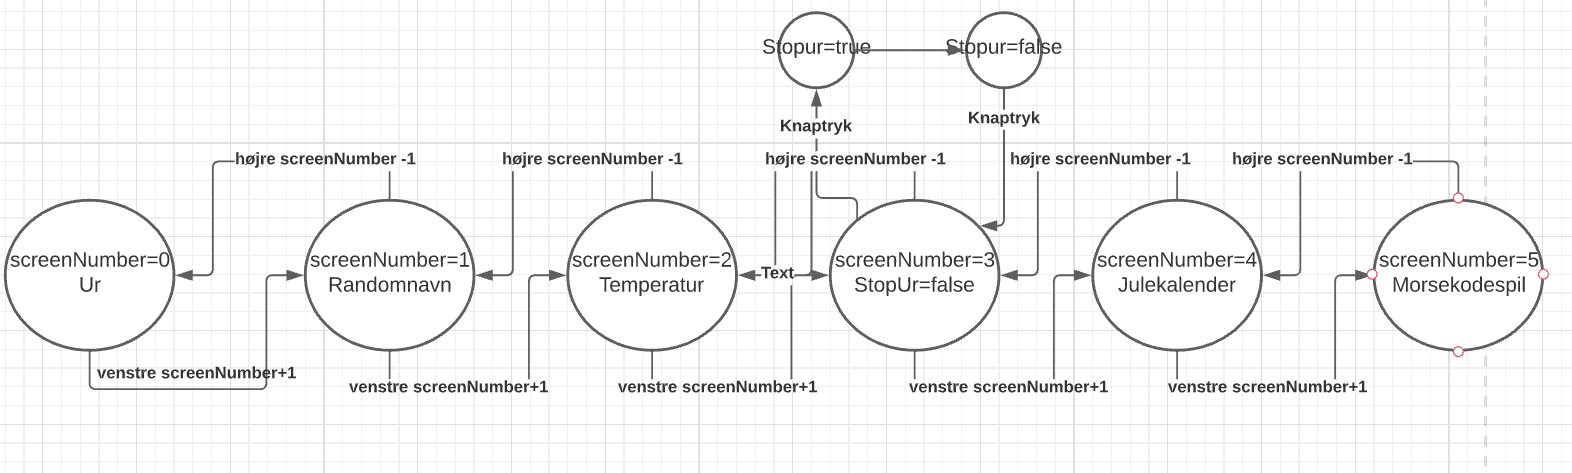 Stopur=true
Stopur=false
Knaptryk
Knaptryk
højre screenNumber -1
højre screenNumber -1
højre screenNumber -1
højre screenNumber -1
højre screenNumber -1
screenNumber=0
Ur
screenNumber=1
Randomnavn
screenNumber=2
Temperatur
Text
screenNumber=3
StopUr=false
screenNumber=4
Julekalender
screenNumber=5
Morsekodespil
venstre screenNumber+1
venstre screenNumber+1
venstre screenNumber+1
venstre screenNumber+1
venstre screenNumber+1